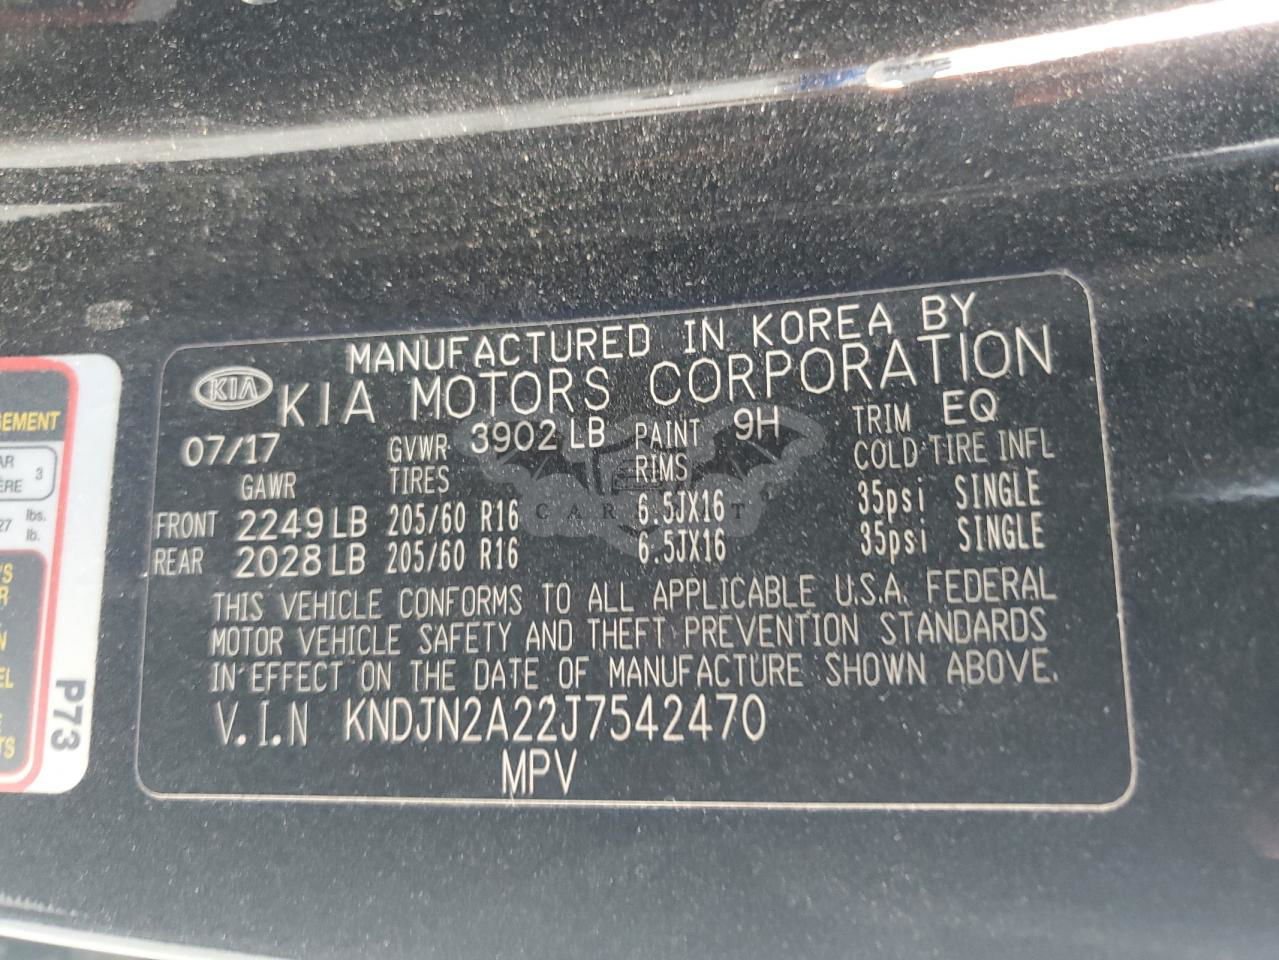 MANUFACTURED IN KOREA BY
KIA KIA MOTORS CORPORATION
07/17 GVWR 3902 LB PAINT 9H TRIM EQ
GAWR TIRES RIMS COLD TIRE INFL
FRONT 2249 LB 205/60 R16 6.5JX16 35psi SINGLE
REAR 2028 LB 205/60 R16 6.5JX16 35psi SINGLE
THIS VEHICLE CONFORMS TO ALL APPLICABLE U.S.A. FEDERAL
MOTOR VEHICLE SAFETY AND THEFT PREVENTION STANDARDS
IN EFFECT ON THE DATE OF MANUFACTURE SHOWN ABOVE.
V.I.N KNDJN2A22J7542470
MPV
3
lbs.
lb.
P73